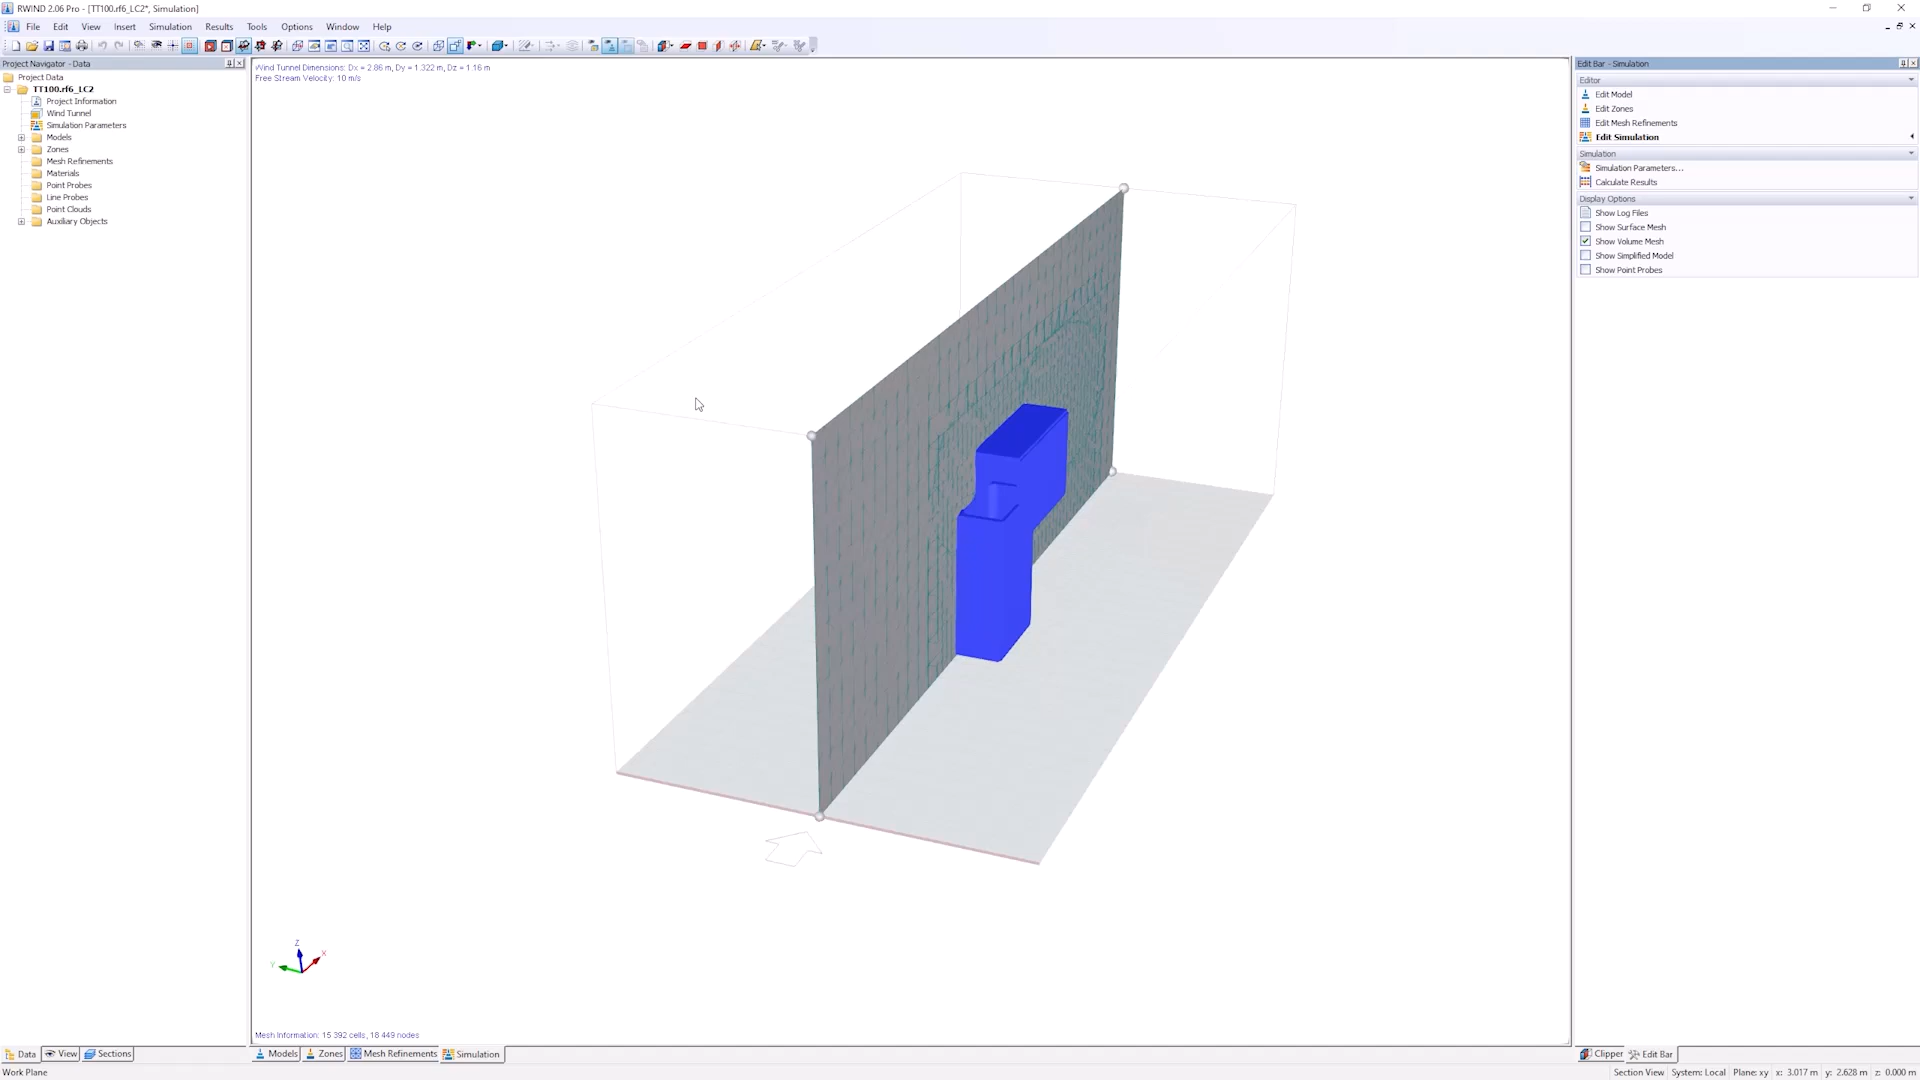 RWIND 2.06 Pro - [TT100.rf6_LC2*, Simulation]
File Edit View Insert Simulation Results Tools Options Window Help
Project Navigator - Data
Project Data
TT100.rf6_LC2
Project Information
Wind Tunnel
Simulation Parameters
Models
Zones
Mesh Refinements
Materials
Point Probes
Line Probes
Point Clouds
Auxiliary Objects
Wind Tunnel Dimensions: Dx = 2.86 m, Dy = 1.322 m, Dz = 1.16 m
Free Stream Velocity: 10 m/s
Z
Y
X
Mesh Information: 15 392 cells, 18 449 nodes
Edit Bar - Simulation
Editor
Edit Model
Edit Zones
Edit Mesh Refinements
Edit Simulation
Simulation
Simulation Parameters...
Calculate Results
Display Options
Show Log Files
Show Surface Mesh
Show Volume Mesh
Show Simplified Model
Show Point Probes
Data View Sections
Models Zones Mesh Refinements Simulation
Clipper Edit Bar
Work Plane
Section View System: Local Plane: xy x: 3.017 m y: 2.628 m z: 0.000 m